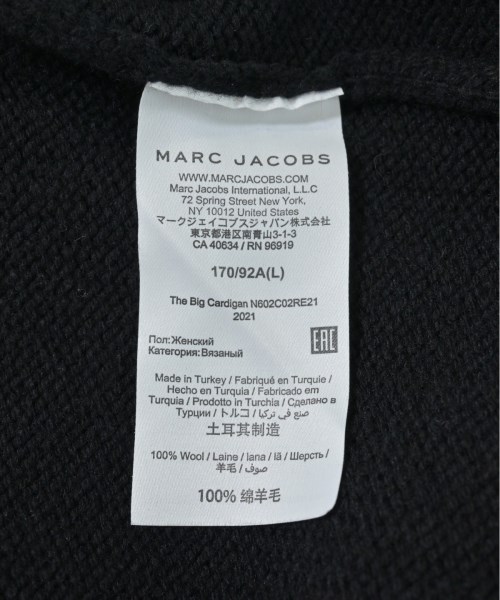 MARC JACOBS
WWW.MARCJACOBS.COM
Marc Jacobs International, L.L.C
72 Spring Street New York,
NY 10012 United States
マークジェイコブスジャパン株式会社
東京都港区南青山3-1-3
CA 40634 / RN 96919
170/92A(L)
The Big Cardigan N602C02RE21
2021
Пол:Женский
Категория:Вязаный
EAC
Made in Turkey / Fabriqué en Turquie /
Hecho en Turquia / Fabricado em
Turquia / Prodotto in Turchia / Сделано в
Турции / トルコ / صنع في تركيا /
土耳其制造
100% Wool / Laine / lana / lã / Шерсть /
羊毛 / صوف /
100% 绵羊毛